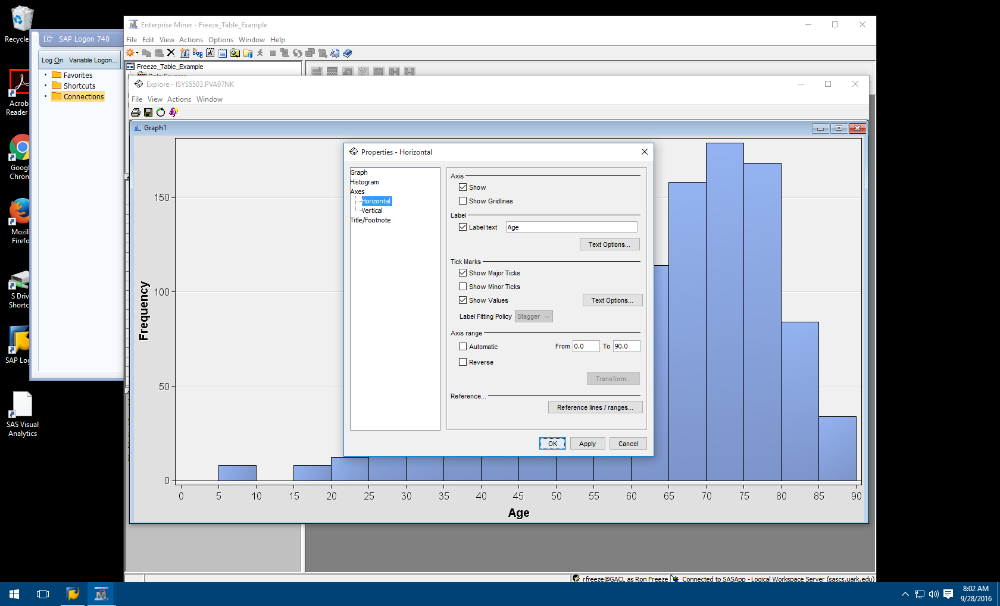 Recycle
Acrob
Reader
Googl
Chrom
Mozil
Firefo
S Driv
Shortc
SAP Log
SAS Visual
Analytics
SAP Logon 740
Log On Variable Logon...
Favorites
Shortcuts
Connections
Enterprise Miner - Freeze_Table_Example
File Edit View Actions Options Window Help
Freeze_Table_Example
Explore - ISYS5503.PVA97NK
File View Actions Window
Graph1
Properties - Horizontal
Graph
Histogram
Axes
Horizontal
Vertical
Title/Footnote
Axis
Show
Show Gridlines
Label
Label text Age
Text Options...
Tick Marks
Show Major Ticks
Show Minor Ticks
Show Values Text Options...
Label Fitting Policy Stagger
Axis range
Automatic From 0.0 To 90.0
Reverse
Transform...
Reference...
Reference lines / ranges...
OK Apply Cancel
Frequency
150
100
50
0
0 5 10 15 20 25 30 35 40 45 50 55 60 65 70 75 80 85 90
Age
rfreeze@GACL as Ron Freeze Connected to SASApp - Logical Workspace Server (sascs.uark.edu)
8:02 AM
9/28/2016